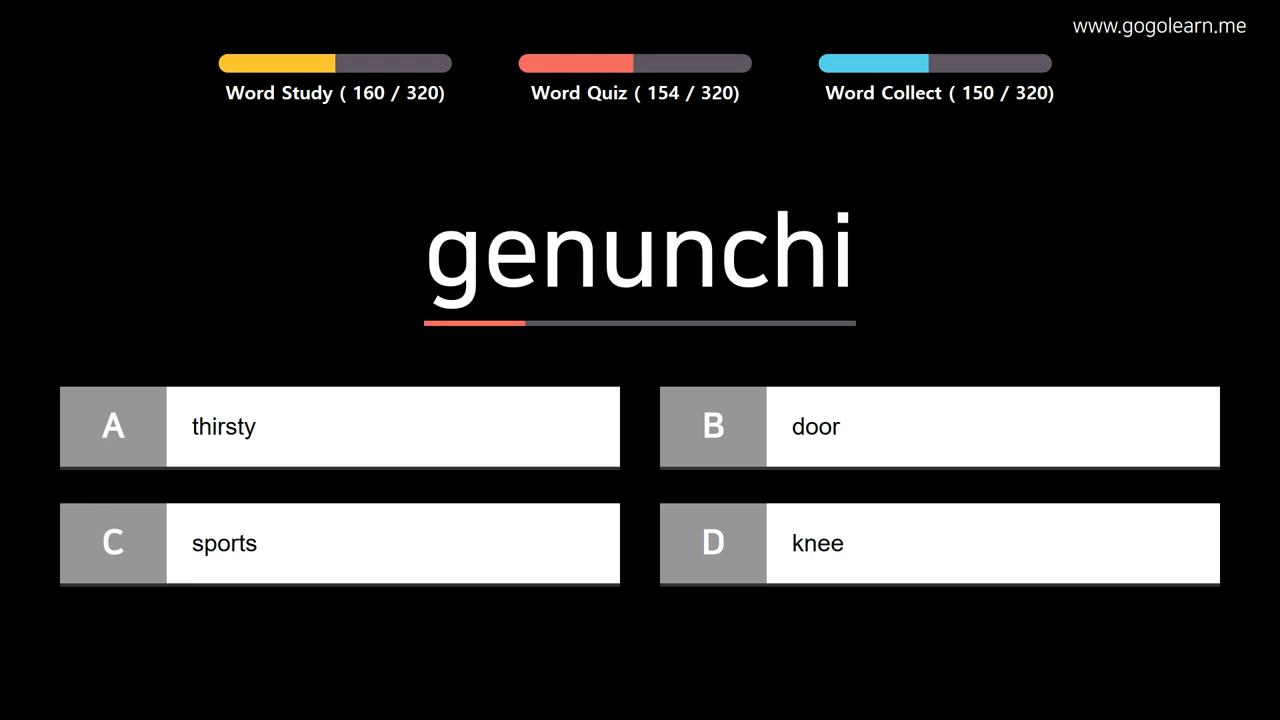 www.gogolearn.me
Word Study ( 160 / 320)
Word Quiz ( 154 / 320)
Word Collect ( 150 / 320)
genunchi
A thirsty
B door
C sports
D knee